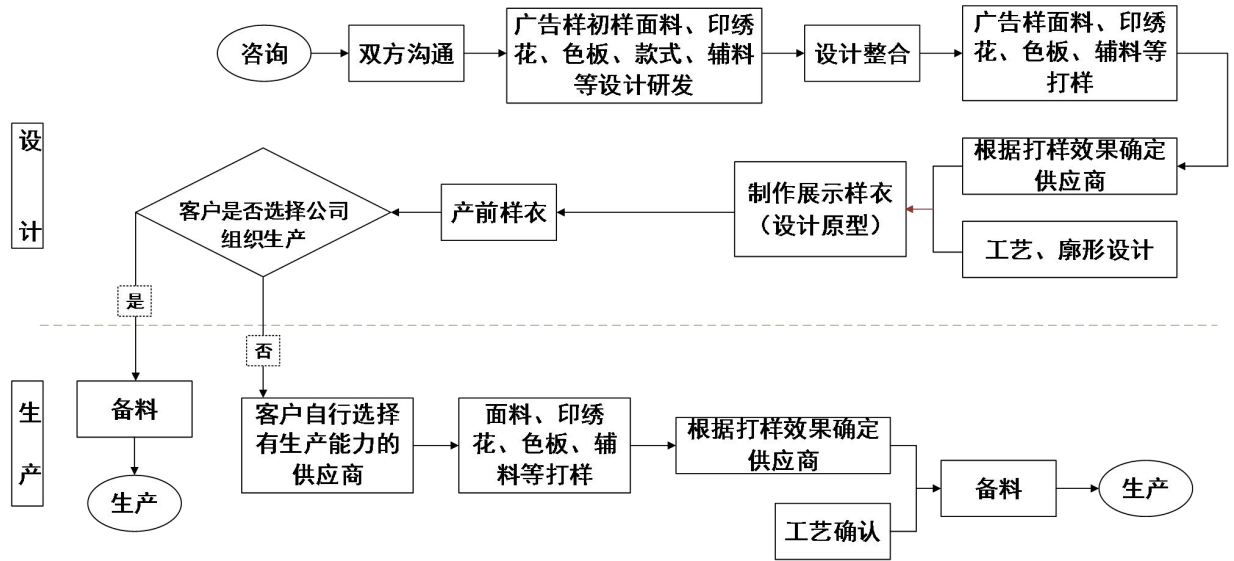 咨询
双方沟通
广告样初样面料、印绣
花、色板、款式、辅料
等设计研发
设计整合
广告样面料、印绣
花、色板、辅料等
打样
设
计
根据打样效果确定
供应商
工艺、廓形设计
制作展示样衣
（设计原型）
产前样衣
客户是否选择公司
组织生产
是
否
生
产
备料
生产
客户自行选择
有生产能力的
供应商
面料、印绣
花、色板、辅
料等打样
根据打样效果确定
供应商
工艺确认
备料
生产